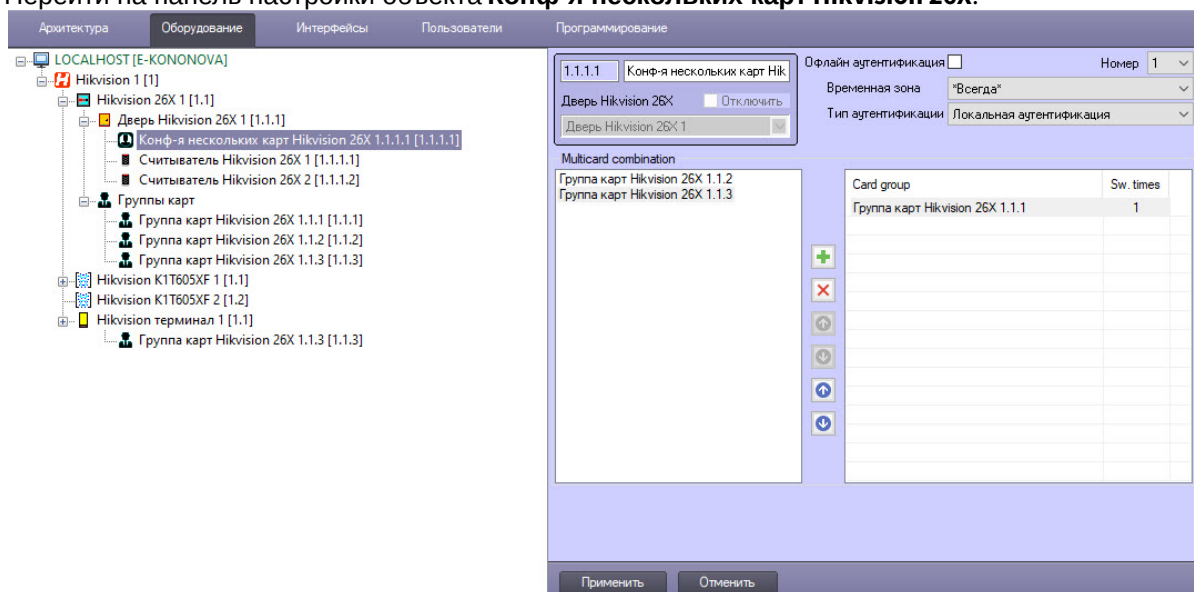 Перейти на панель настройки объекта Конф-я нескольких карт Hikvision 26x.
Архитектура Оборудование Интерфейсы Пользователи Программирование
LOCALHOST [E-KONONOVA]
Hikvision 1 [1]
Hikvision 26X 1 [1.1]
Дверь Hikvision 26X 1 [1.1.1]
Конф-я нескольких карт Hikvision 26X 1.1.1.1 [1.1.1.1]
Считыватель Hikvision 26X 1 [1.1.1.1]
Считыватель Hikvision 26X 2 [1.1.1.2]
Группы карт
Группа карт Hikvision 26X 1.1.1 [1.1.1]
Группа карт Hikvision 26X 1.1.2 [1.1.2]
Группа карт Hikvision 26X 1.1.3 [1.1.3]
Hikvision K1T605XF 1 [1.1]
Hikvision K1T605XF 2 [1.2]
Hikvision терминал 1 [1.1]
Группа карт Hikvision 26X 1.1.3 [1.1.3]
1.1.1.1 Конф-я нескольких карт Hik
Дверь Hikvision 26X Отключить
Дверь Hikvision 26X 1
Офлайн аутентификация Номер 1
Временная зона "Всегда"
Тип аутентификации Локальная аутентификация
Multicard combination
Группа карт Hikvision 26X 1.1.2
Группа карт Hikvision 26X 1.1.3
Card group Sw. times
Группа карт Hikvision 26X 1.1.1 1
Применить Отменить